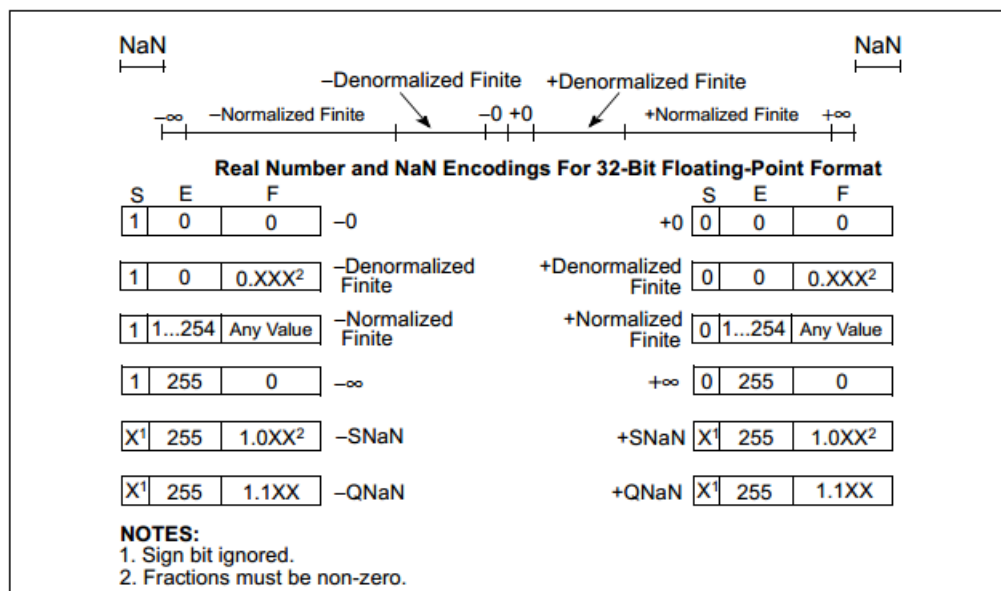 NaN NaN
–Denormalized Finite +Denormalized Finite
–∞ –Normalized Finite –0 +0 +Normalized Finite +∞
Real Number and NaN Encodings For 32-Bit Floating-Point Format
S E F S E F
1 0 0 –0 +0 0 0 0
1 0 0.XXX² –Denormalized +Denormalized 0 0 0.XXX²
Finite Finite
1 1...254 Any Value –Normalized +Normalized 0 1...254 Any Value
Finite Finite
1 255 0 –∞ +∞ 0 255 0
X¹ 255 1.0XX² –SNaN +SNaN X¹ 255 1.0XX²
X¹ 255 1.1XX –QNaN +QNaN X¹ 255 1.1XX
NOTES:
1. Sign bit ignored.
2. Fractions must be non-zero.